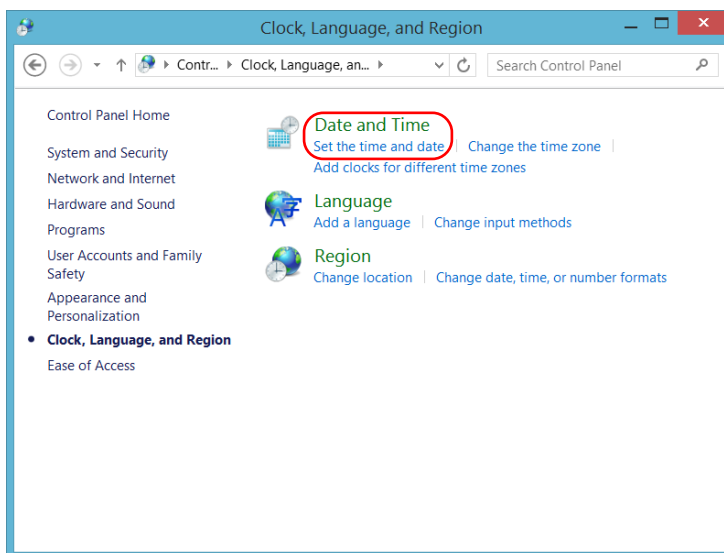 Clock, Language, and Region
Contr... Clock, Language, an... Search Control Panel
Control Panel Home
System and Security
Network and Internet
Hardware and Sound
Programs
User Accounts and Family
Safety
Appearance and
Personalization
Clock, Language, and Region
Ease of Access
Date and Time
Set the time and date
Change the time zone
Add clocks for different time zones
Language
Add a language
Change input methods
Region
Change location
Change date, time, or number formats